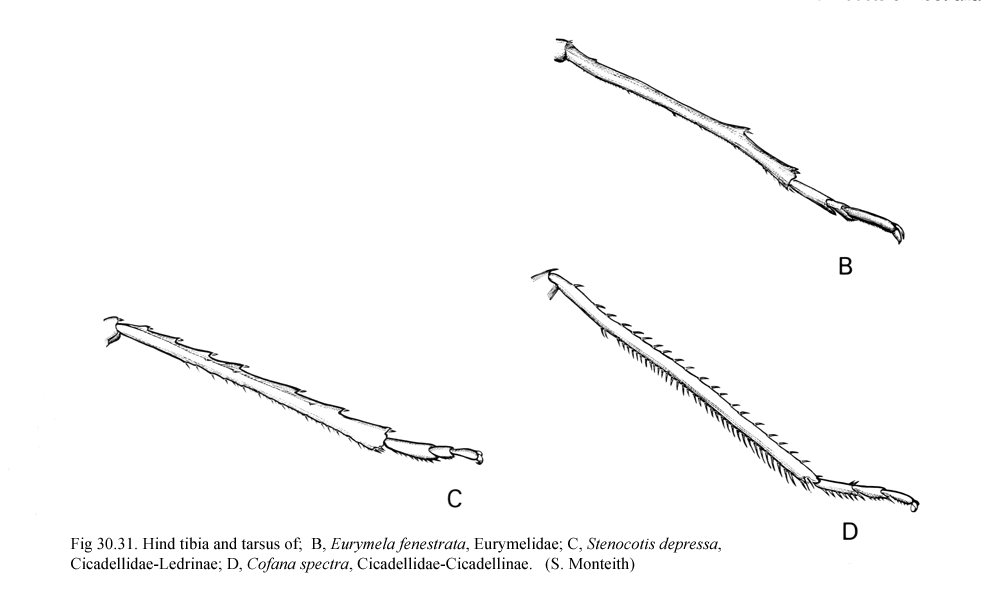 B
C
D
Fig 30.31. Hind tibia and tarsus of; B, Eurymela fenestrata, Eurymelidae; C, Stenocotis depressa,
Cicadellidae-Ledrinae; D, Cofana spectra, Cicadellidae-Cicadellinae. (S. Monteith)